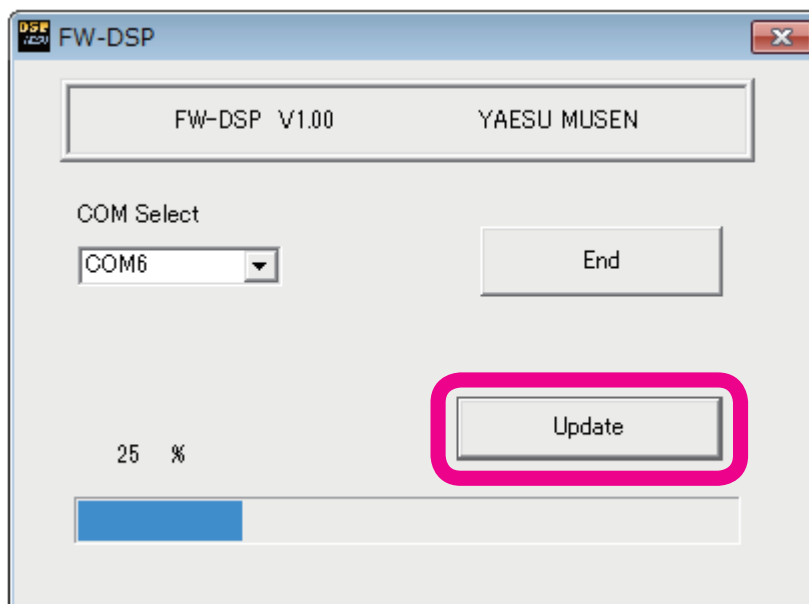 FW-DSP
FW-DSP V1.00 YAESU MUSEN
COM Select
COM6
End
Update
25 %